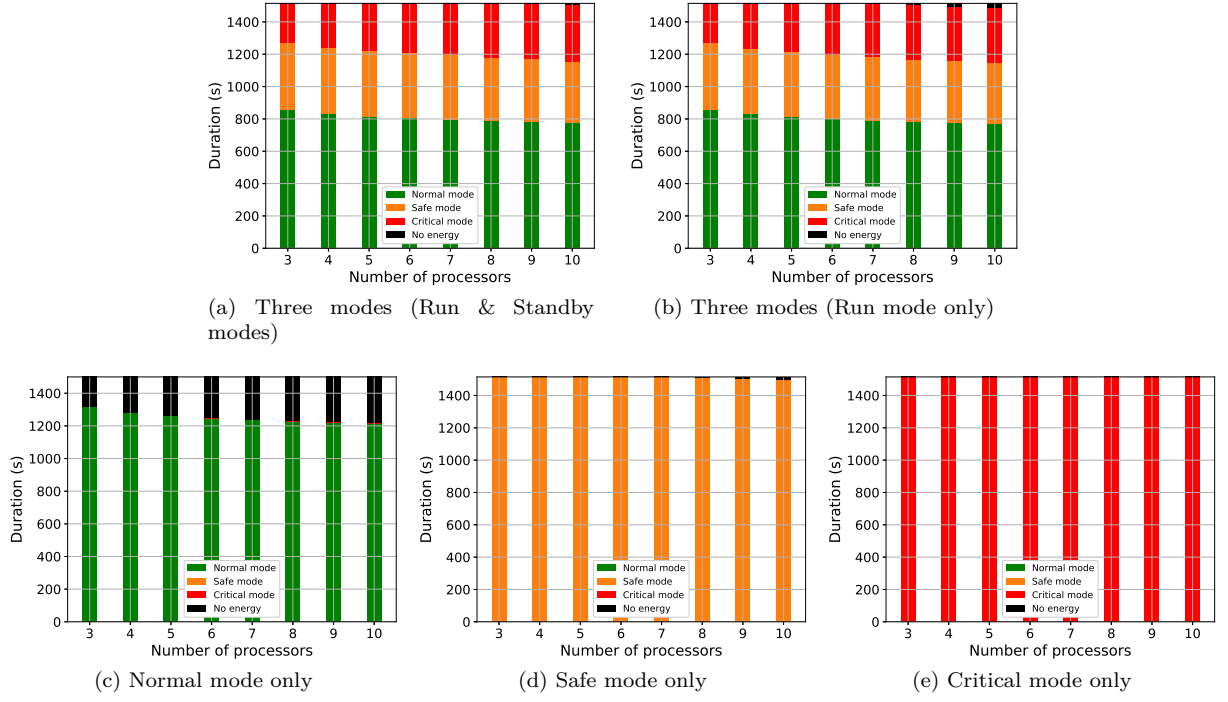 1400
1200
1000
800
600
400
200
0
Duration (s)
Normal mode
Safe mode
Critical mode
No energy
3 4 5 6 7 8 9 10
Number of processors
(a) Three modes (Run & Standby
modes)
1400
1200
1000
800
600
400
200
0
Duration (s)
Normal mode
Safe mode
Critical mode
No energy
3 4 5 6 7 8 9 10
Number of processors
(b) Three modes (Run mode only)
1400
1200
1000
800
600
400
200
0
Duration (s)
Normal mode
Safe mode
Critical mode
No energy
3 4 5 6 7 8 9 10
Number of processors
(c) Normal mode only
1400
1200
1000
800
600
400
200
0
Duration (s)
Normal mode
Safe mode
Critical mode
No energy
3 4 5 6 7 8 9 10
Number of processors
(d) Safe mode only
1400
1200
1000
800
600
400
200
0
Duration (s)
Normal mode
Safe mode
Critical mode
No energy
3 4 5 6 7 8 9 10
Number of processors
(e) Critical mode only